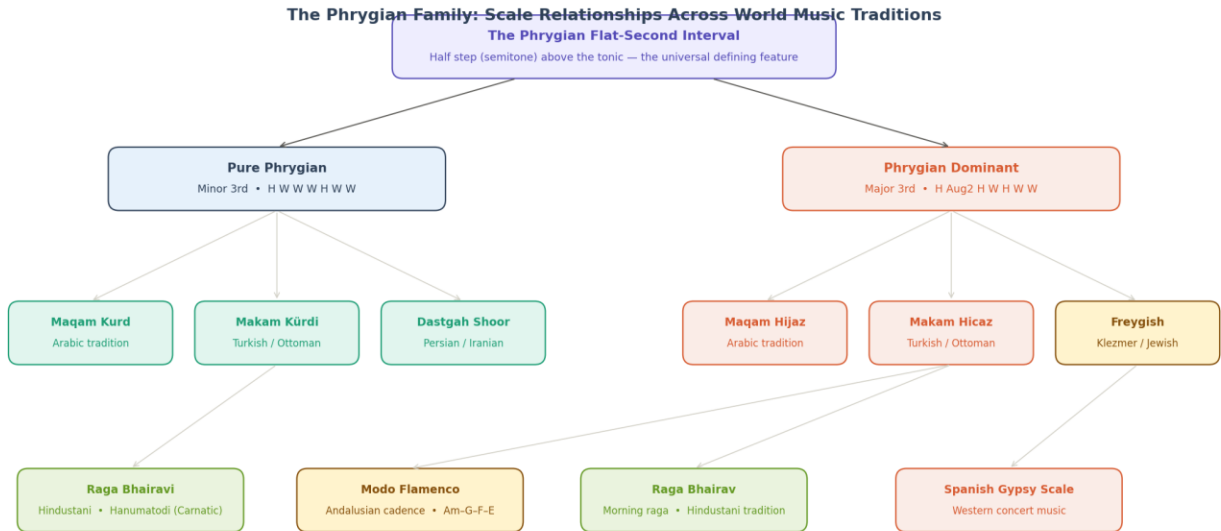 The Phrygian Family: Scale Relationships Across World Music Traditions
The Phrygian Flat-Second Interval
Half step (semitone) above the tonic — the universal defining feature
Pure Phrygian
Minor 3rd • H W W W H W W
Phrygian Dominant
Major 3rd • H Aug2 H W H W W
Maqam Kurd
Arabic tradition
Makam Kürdi
Turkish / Ottoman
Dastgah Shoor
Persian / Iranian
Maqam Hijaz
Arabic tradition
Makam Hicaz
Turkish / Ottoman
Freygish
Klezmer / Jewish
Raga Bhairavi
Hindustani • Hanumatodi (Carnatic)
Modo Flamenco
Andalusian cadence • Am–G–F–E
Raga Bhairav
Morning raga • Hindustani tradition
Spanish Gypsy Scale
Western concert music